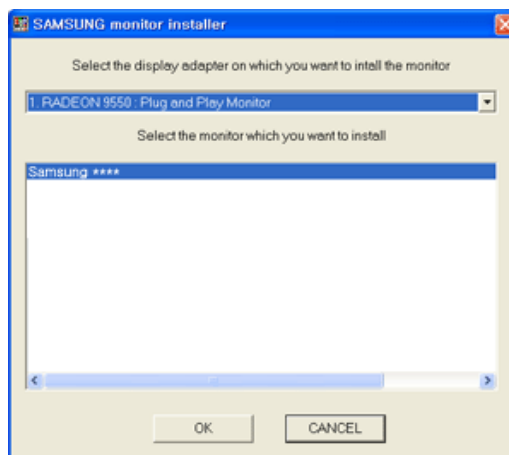 SAMSUNG monitor installer
Select the display adapter on which you want to intall the monitor
1. RADEON 9550 : Plug and Play Monitor
Select the monitor which you want to install
Samsung ****
OK
CANCEL